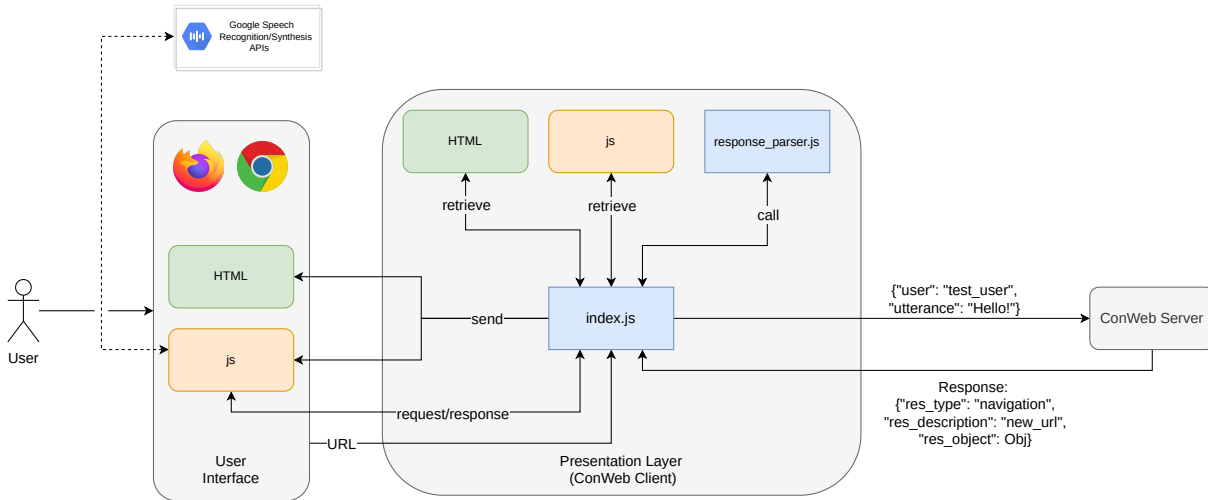 Google Speech
Recognition/Synthesis
APIs
HTML
js
response_parser.js
retrieve
retrieve
call
HTML
{"user": "test_user",
"utterance": "Hello!"}
send
index.js
ConWeb Server
User
js
Response:
{"res_type": "navigation",
"res_description": "new_url",
"res_object": Obj}
request/response
URL
User
Interface
Presentation Layer
(ConWeb Client)